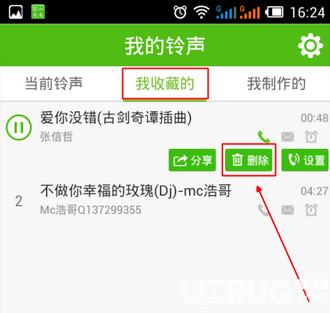 16:24
我的铃声
当前铃声 我收藏的 我制作的
爱你没错(古剑奇谭插曲) 00:48
张信哲
分享 删除 设置
2 不做你幸福的玫瑰(Dj)-mc浩哥 04:27
Mc浩哥Q137299355